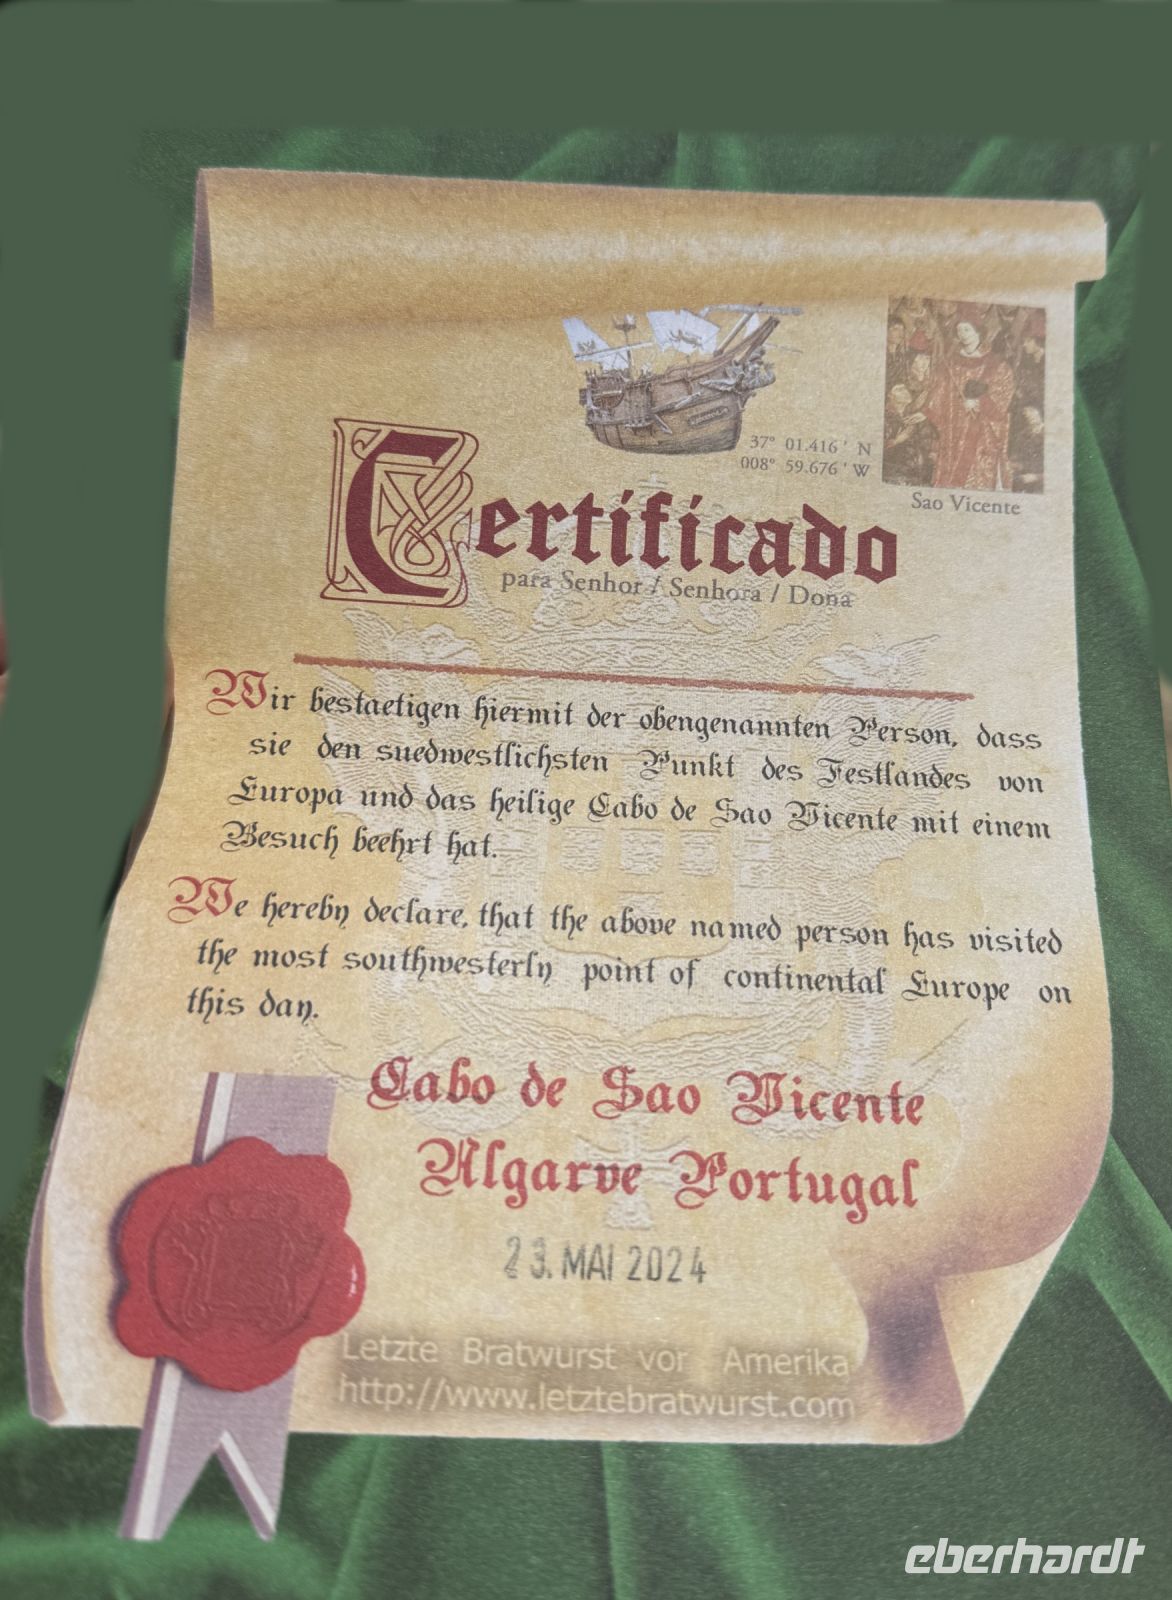 37° 01.416 ' N
008° 59.676 ' W
Sao Vicente
Certificado
para Senhor / Senhora / Dona
Wir bestaetigen hiermit der obengenannten Person, dass
sie den suedwestlichsten Punkt des Festlandes von
Europa und das heilige Cabo de Sao Vicente mit einem
Besuch beehrt hat.
We hereby declare, that the above named person has visited
the most southwesterly point of continental Europe on
this day.
Cabo de Sao Vicente
Algarve Portugal
23. MAI 2024
Letzte Bratwurst vor Amerika
http://www.letztebratwurst.com
eberhardt